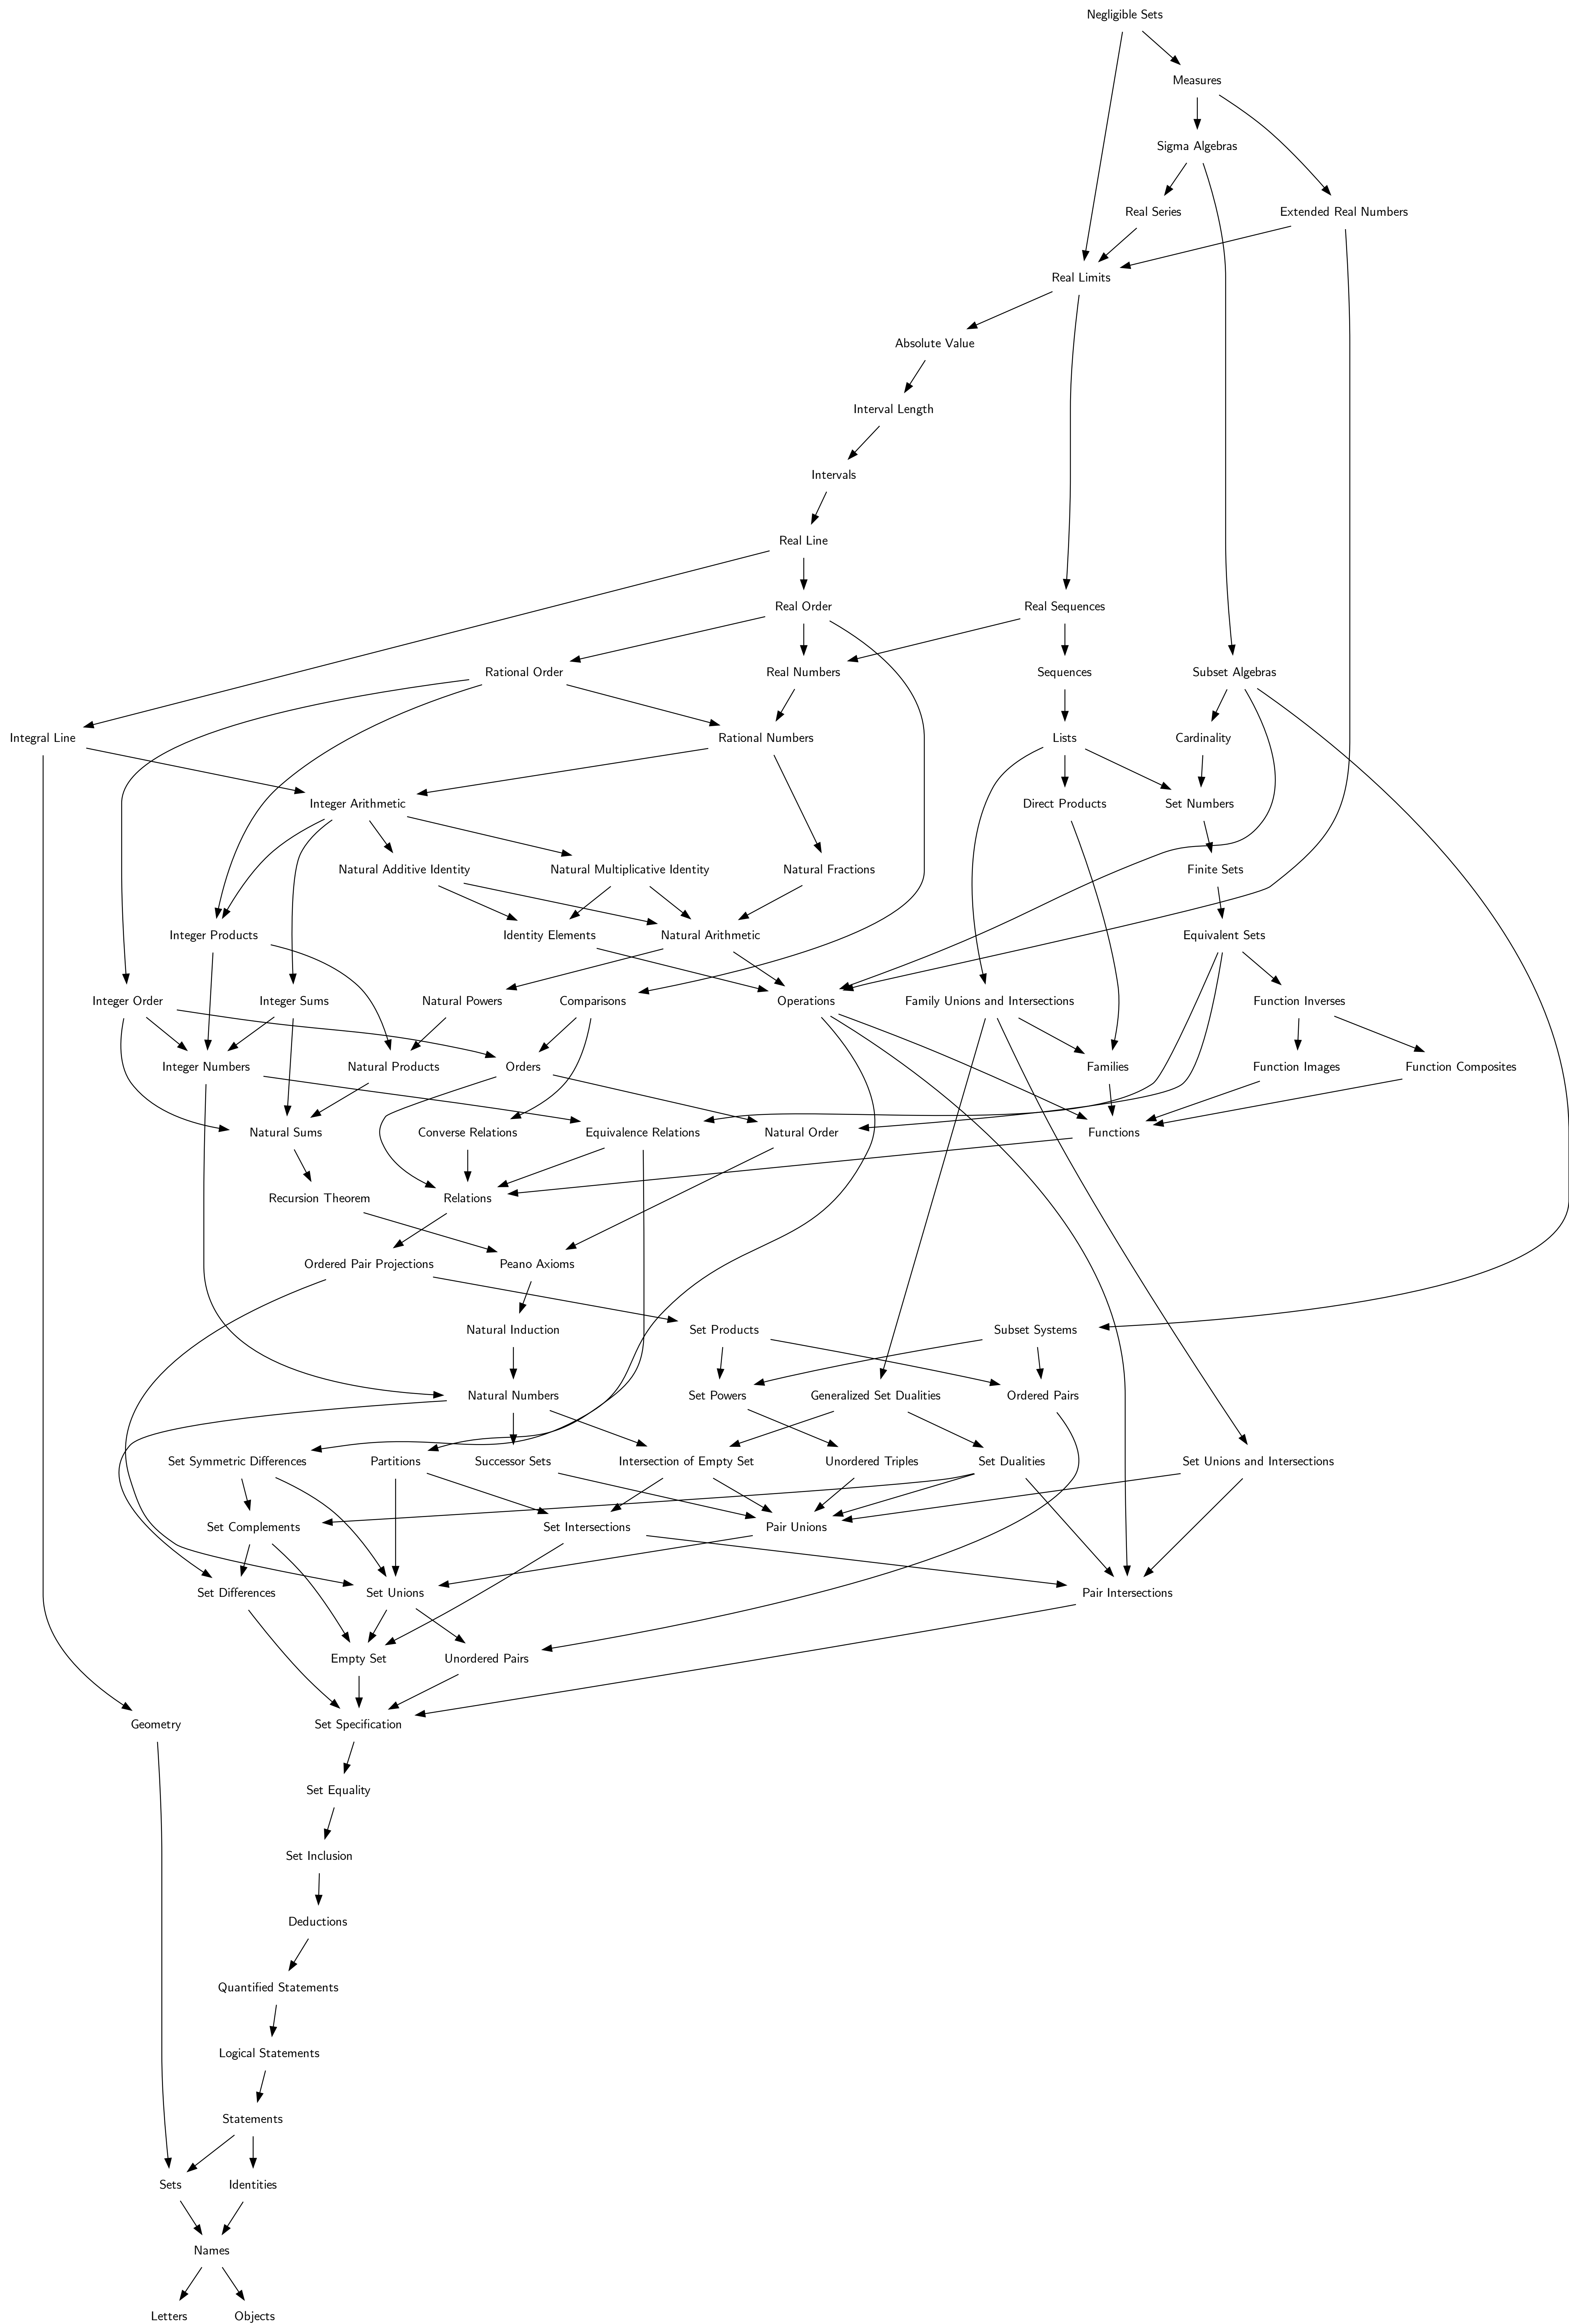 Negligible Sets
Measures
Sigma Algebras
Real Series
Extended Real Numbers
Real Limits
Absolute Value
Interval Length
Intervals
Real Line
Real Order
Real Sequences
Rational Order
Real Numbers
Sequences
Subset Algebras
Integral Line
Rational Numbers
Lists
Cardinality
Integer Arithmetic
Direct Products
Set Numbers
Natural Additive Identity
Natural Multiplicative Identity
Natural Fractions
Finite Sets
Integer Products
Identity Elements
Natural Arithmetic
Equivalent Sets
Integer Order
Integer Sums
Natural Powers
Comparisons
Operations
Family Unions and Intersections
Function Inverses
Integer Numbers
Natural Products
Orders
Families
Function Images
Function Composites
Natural Sums
Converse Relations
Equivalence Relations
Natural Order
Functions
Recursion Theorem
Relations
Ordered Pair Projections
Peano Axioms
Natural Induction
Set Products
Subset Systems
Natural Numbers
Set Powers
Generalized Set Dualities
Ordered Pairs
Set Symmetric Differences
Partitions
Successor Sets
Intersection of Empty Set
Unordered Triples
Set Dualities
Set Unions and Intersections
Set Complements
Set Intersections
Pair Unions
Set Differences
Set Unions
Pair Intersections
Empty Set
Unordered Pairs
Geometry
Set Specification
Set Equality
Set Inclusion
Deductions
Quantified Statements
Logical Statements
Statements
Sets
Identities
Names
Letters
Objects